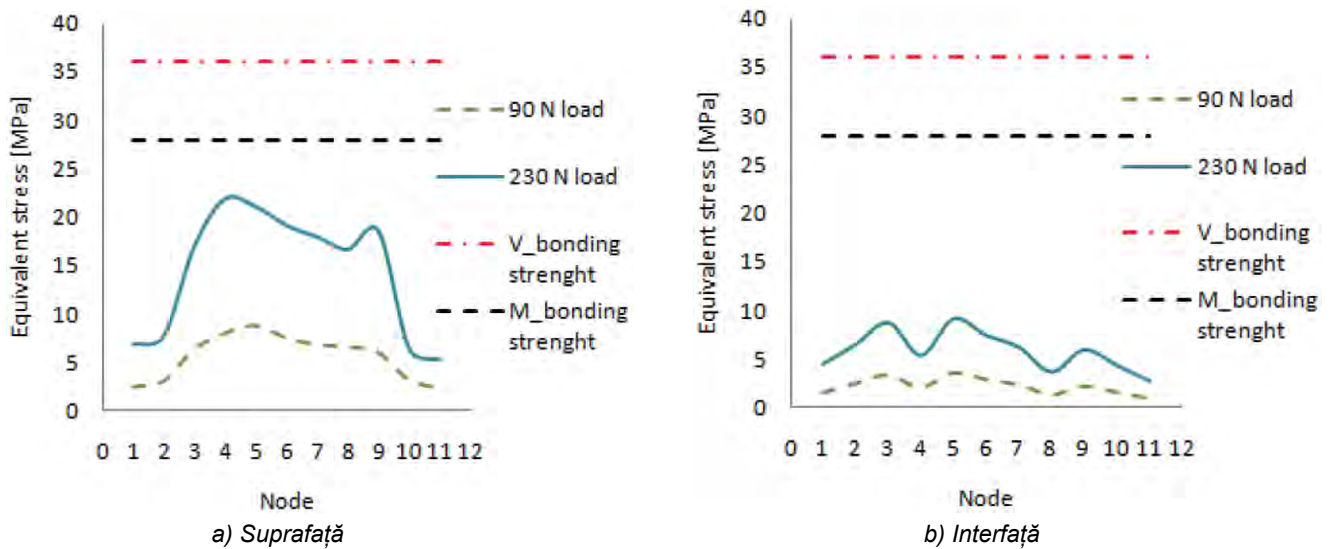 40
35
30
25
20
15
10
5
0
Equivalent stress [MPa]
0 1 2 3 4 5 6 7 8 9 10 11 12
Node
90 N load
230 N load
V_bonding
strenght
M_bonding
strenght
a) Suprafață
40
35
30
25
20
15
10
5
0
Equivalent stress [MPa]
0 1 2 3 4 5 6 7 8 9 10 11 12
Node
90 N load
230 N load
V_bonding
strenght
M_bonding
strenght
b) Interfață